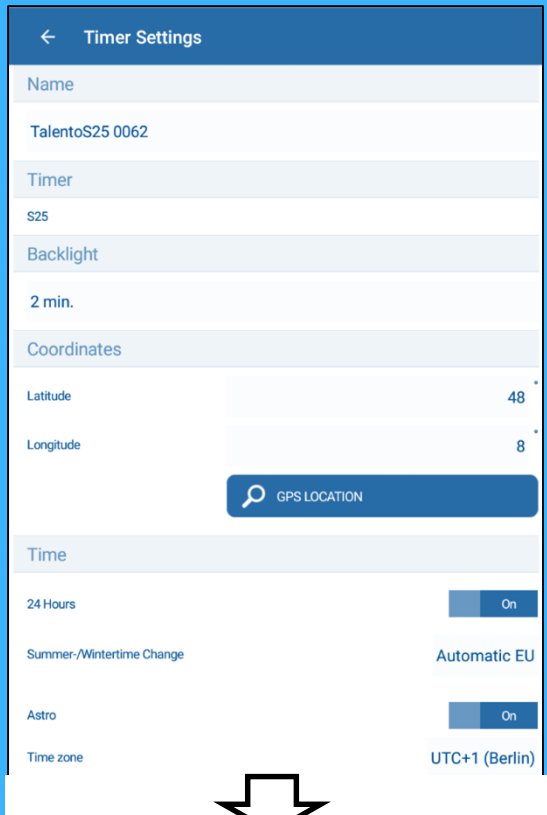 Timer Settings
Name
TalentoS25 0062
Timer
S25
Backlight
2 min.
Coordinates
Latitude 48 °
Longitude 8 °
GPS LOCATION
Time
24 Hours On
Summer-/Wintertime Change Automatic EU
Astro On
Time zone UTC+1 (Berlin)